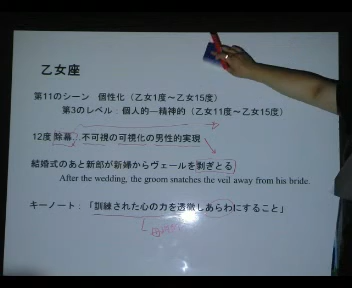 乙女座
第11のシーン 個性化(乙女1度~乙女15度)
第3のレベル:個人的―精神的(乙女11度~乙女15度)
12度 除幕:不可視の可視化の男性的実現
結婚式のあと新郎が新婦からヴェールを剥ぎとる
After the wedding, the groom snatches the veil away from his bride.
キーノート:「訓練された心の力を透徹しあらわにすること」